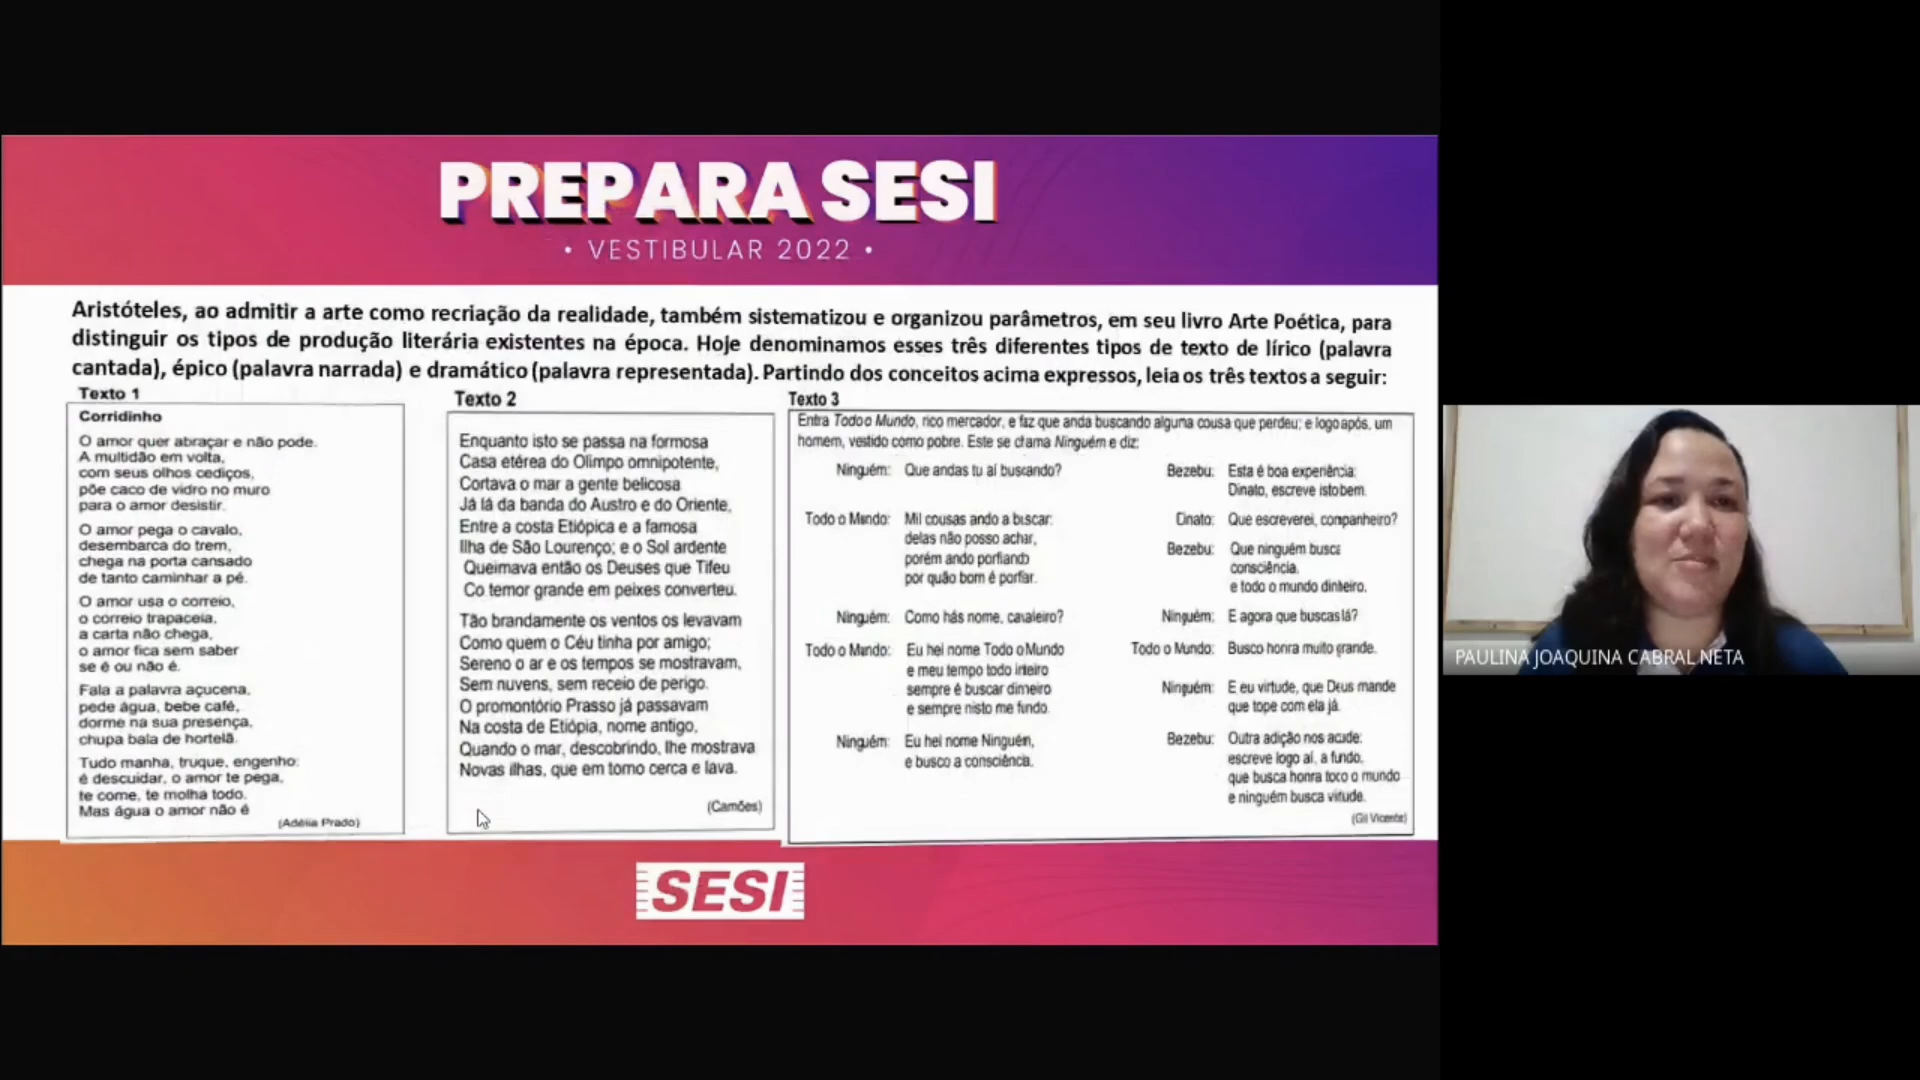 PREPARA SESI
• VESTIBULAR 2022 •
Aristóteles, ao admitir a arte como recriação da realidade, também sistematizou e organizou parâmetros, em seu livro Arte Poética, para
distinguir os tipos de produção literária existentes na época. Hoje denominamos esses três diferentes tipos de texto de lírico (palavra
cantada), épico (palavra narrada) e dramático (palavra representada). Partindo dos conceitos acima expressos, leia os três textos a seguir:
Texto 1
Corridinho
O amor quer abraçar e não pode.
A multidão em volta,
com seus olhos cediços,
põe caco de vidro no muro
para o amor desistir.
O amor pega o cavalo,
desembarca do trem,
chega na porta cansado
de tanto caminhar a pé.
O amor usa o correio,
o correio trapaceia,
a carta não chega,
o amor fica sem saber
se é ou não é.
Fala a palavra açucena,
pede água, bebe café,
dorme na sua presença,
chupa bala de hortelã.
Tudo manha, truque, engenho:
é descuidar, o amor te pega,
te come, te molha todo.
Mas água o amor não é
(Adélia Prado)
Texto 2
Enquanto isto se passa na formosa
Casa etérea do Olimpo omnipotente,
Cortava o mar a gente belicosa
Já lá da banda do Austro e do Oriente,
Entre a costa Etiópica e a famosa
Ilha de São Lourenço; e o Sol ardente
Queimava então os Deuses que Tifeu
Co temor grande em peixes converteu.
Tão brandamente os ventos os levavam
Como quem o Céu tinha por amigo;
Sereno o ar e os tempos se mostravam,
Sem nuvens, sem receio de perigo.
O promontório Prasso já passavam
Na costa de Etiópia, nome antigo,
Quando o mar, descobrindo, lhe mostrava
Novas ilhas, que em torno cerca e lava.
(Camões)
Texto 3
Entra Todo o Mundo, rico mercador, e faz que anda buscando alguma cousa que perdeu; e logo após, um
homem, vestido como pobre. Este se chama Ninguém e diz:
Ninguém: Que andas tu aí buscando?
Todo o Mundo: Mil cousas ando a buscar:
delas não posso achar,
porém ando porfiando
por quão bom é porfiar.
Ninguém: Como hás nome, cavaleiro?
Todo o Mundo: Eu hei nome Todo o Mundo
e meu tempo todo inteiro
sempre é buscar dinheiro
e sempre nisto me fundo.
Ninguém: Eu hei nome Ninguém,
e busco a consciência.
Bezebu: Esta é boa experiência:
Dinato, escreve isto bem.
Dinato: Que escreverei, companheiro?
Bezebu: Que ninguém busca
consciência.
e todo o mundo dinheiro.
Ninguém: E agora que buscas lá?
Todo o Mundo: Busco honra muito grande.
Ninguém: E eu virtude, que Deus mande
que tope com ela já.
Bezebu: Outra adição nos acude:
escreve logo aí, a fundo,
que busca honra todo o mundo
e ninguém busca virtude.
(Gil Vicente)
SESI
PAULINA JOAQUINA CABRAL NETA